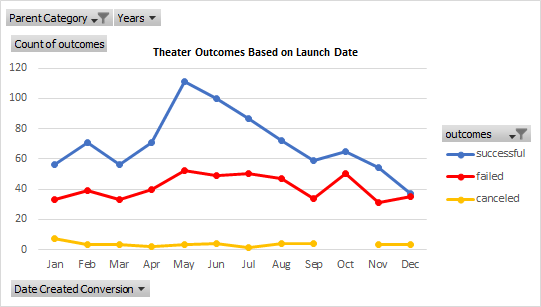 Parent Category Years
Count of outcomes
Theater Outcomes Based on Launch Date
120
100
80
60
40
20
0
Jan Feb Mar Apr May Jun Jul Aug Sep Oct Nov Dec
outcomes
successful
failed
canceled
Date Created Conversion